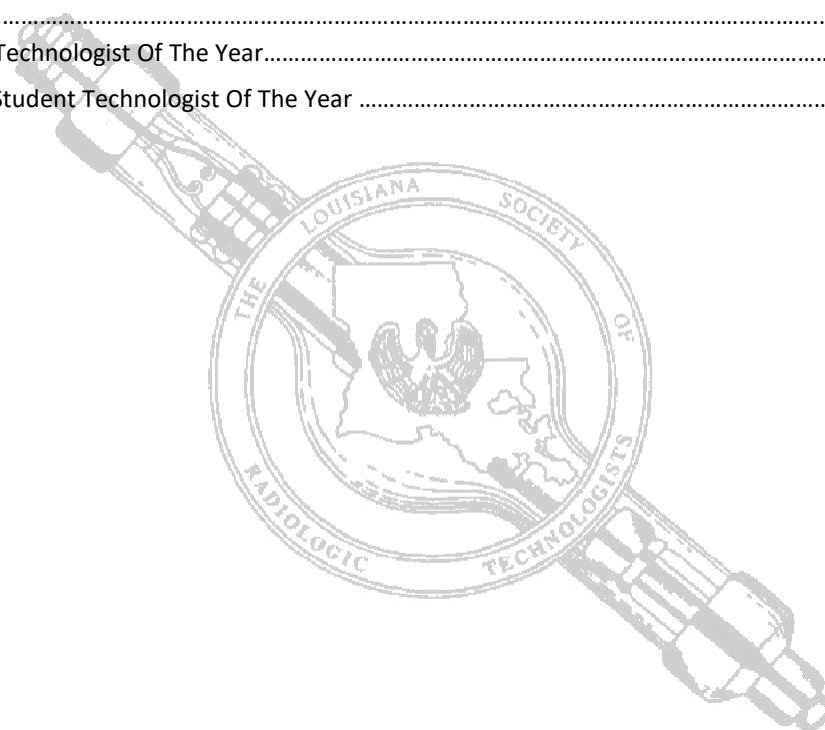 ……………………………………………………………………………………………
Technologist Of The Year……………………………………………………………
Student Technologist Of The Year ……………………………………………………
THE LOUISIANA SOCIETY OF
RADIOLOGIC TECHNOLOGISTS